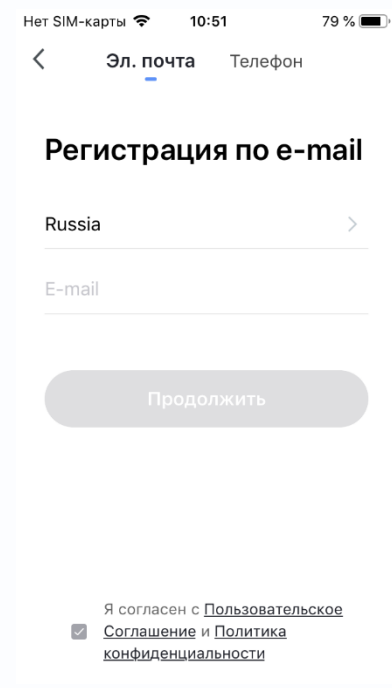 Нет SIM-карты 10:51 79 %
Эл. почта Телефон
Регистрация по e-mail
Russia
E-mail
Продолжить
Я согласен с Пользовательское
Соглашение и Политика
конфиденциальности